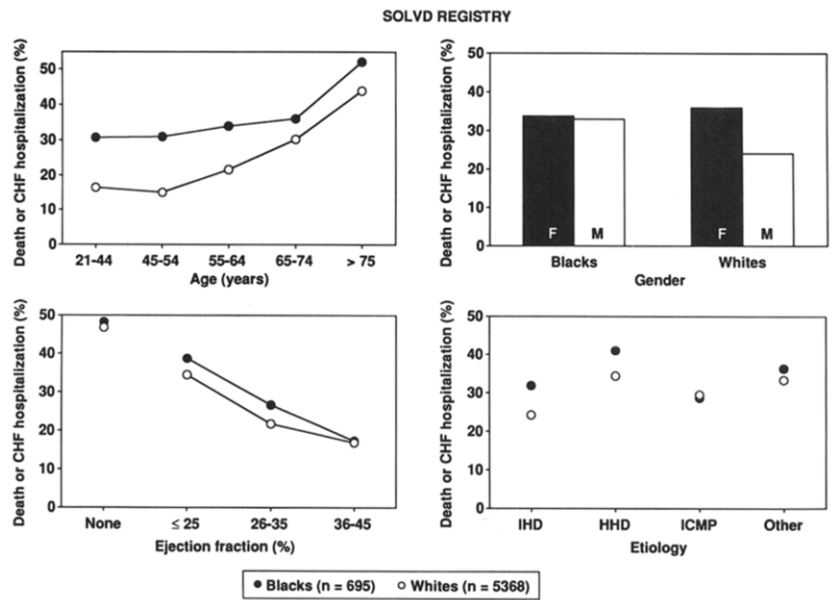 SOLVD REGISTRY
Death or CHF hospitalization (%)
50
40
30
20
10
0
21-44 45-54 55-64 65-74 > 75
Age (years)
Death or CHF hospitalization (%)
50
40
30
20
10
0
F M F M
Blacks Whites
Gender
Death or CHF hospitalization (%)
50
40
30
20
10
0
None ≤ 25 26-35 36-45
Ejection fraction (%)
Death or CHF hospitalization (%)
50
40
30
20
10
0
IHD HHD ICMP Other
Etiology
Blacks (n = 695) Whites (n = 5368)